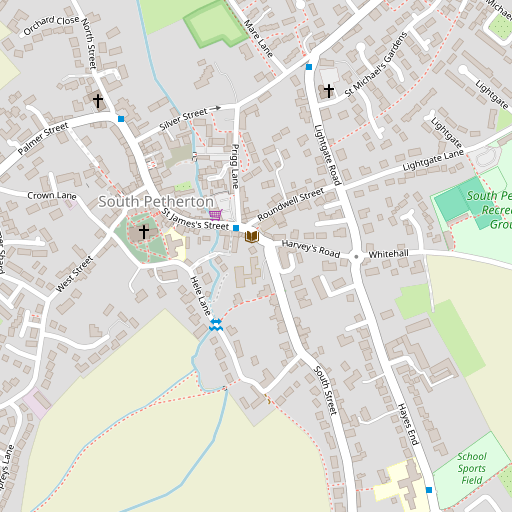 Orchard Close
North Street
Mare Lane
St Michael's Gardens
Lightgate
Silver Street
Palmer Street
Lightgate
Prigg Lane
Lightgate Road
Lightgate Lane
Crown Lane
South Petherton
Roundwell Street
South Pe
Recre
Grou
St James's Street
Harvey's Road
Whitehall
West Street
Hele Lane
South Street
Hayes End
School
Sports
Field